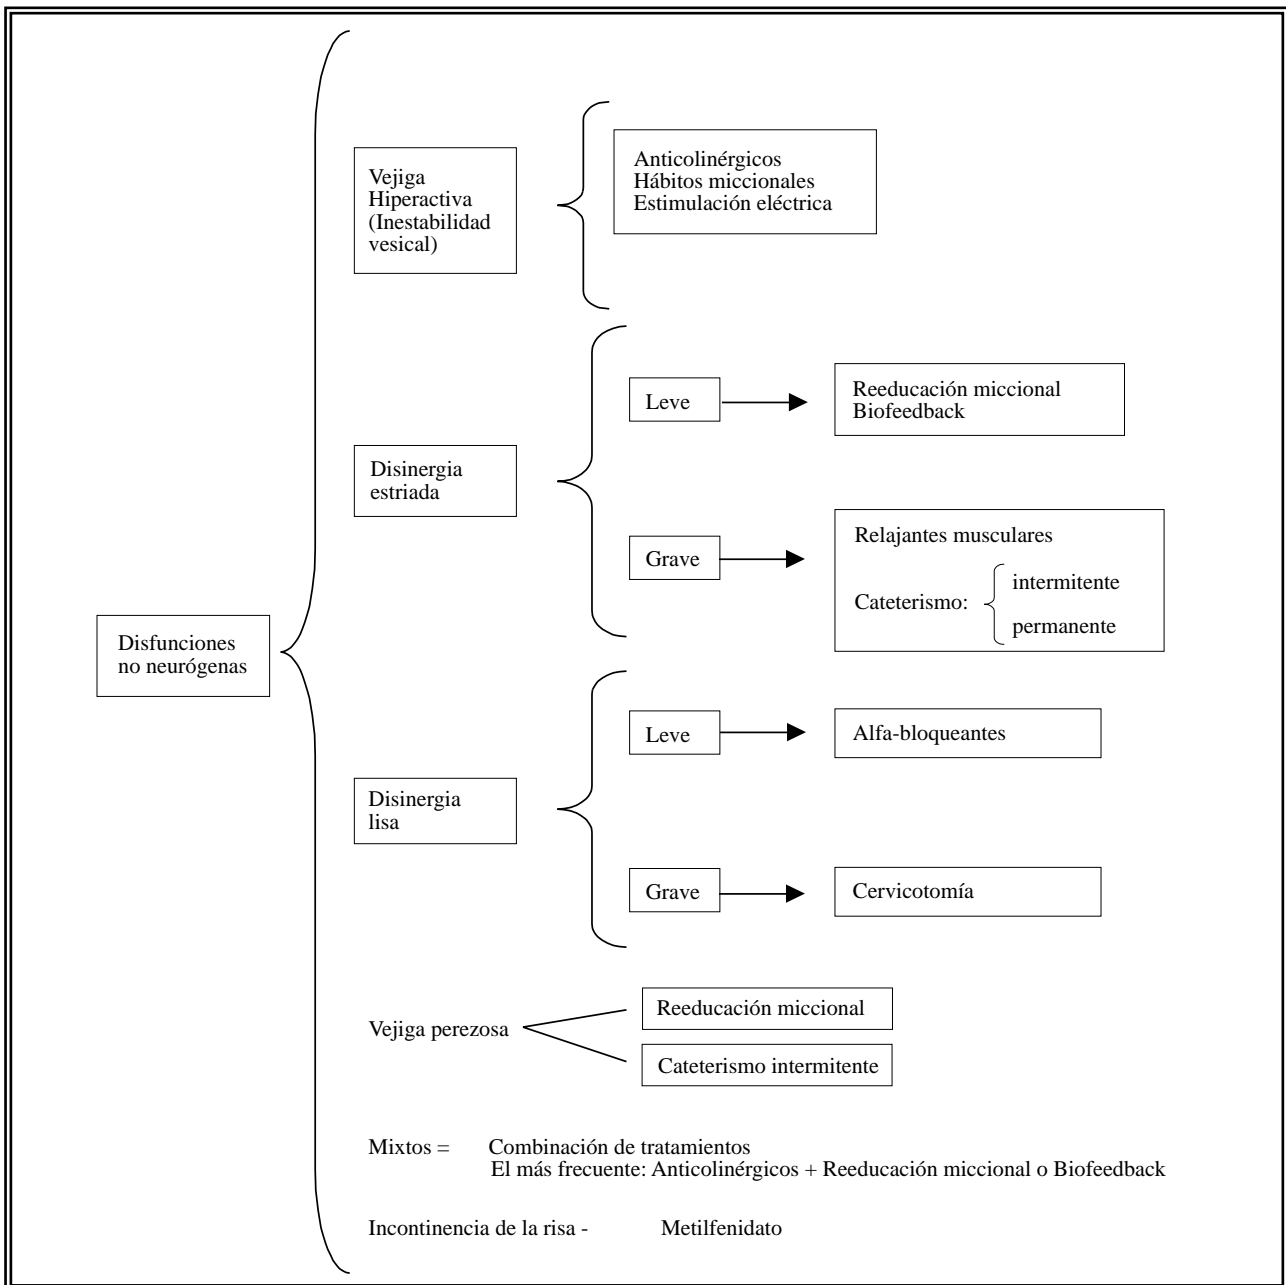 Disfunciones
no neurógenas
Vejiga
Hiperactiva
(Inestabilidad
vesical)
Anticolinérgicos
Hábitos miccionales
Estimulación eléctrica
Disinergia
estriada
Leve
Reeducación miccional
Biofeedback
Grave
Relajantes musculares
Cateterismo:
intermitente
permanente
Disinergia
lisa
Leve
Alfa-bloqueantes
Grave
Cervicotomía
Vejiga perezosa
Reeducación miccional
Cateterismo intermitente
Mixtos = Combinación de tratamientos
El más frecuente: Anticolinérgicos + Reeducación miccional o Biofeedback
Incontinencia de la risa - Metilfenidato